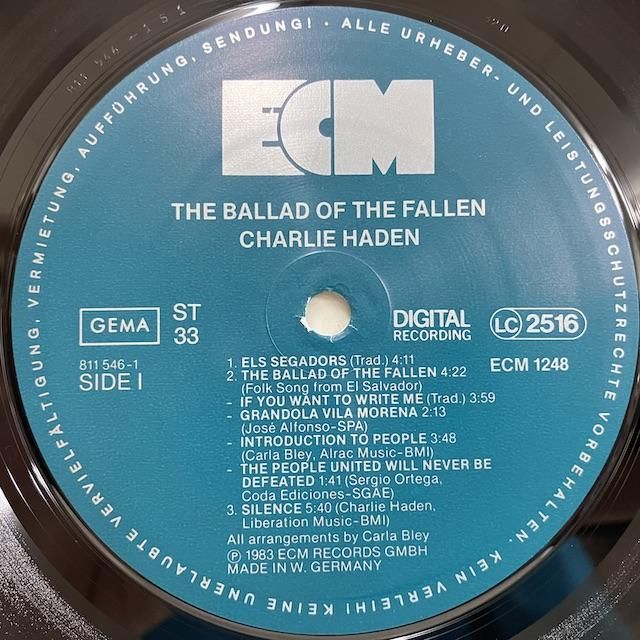 KEINE UNERLAUBTE VERVIELFÄLTIGUNG, VERMIETUNG, AUFFÜHRUNG, SENDUNG! · ALLE URHEBER- UND LEISTUNGSSCHUTZRECHTE VORBEHALTEN. KEIN VERLEIH!
ECM
THE BALLAD OF THE FALLEN
CHARLIE HADEN
GEMA
ST
33
DIGITAL
RECORDING
LC 2516
811 546-1
SIDE I
ECM 1248
1. ELS SEGADORS (Trad.) 4:11
2. THE BALLAD OF THE FALLEN 4:22
(Folk Song from El Salvador)
- IF YOU WANT TO WRITE ME (Trad.) 3:59
- GRANDOLA VILA MORENA 2:13
(José Alfonso-SPA)
- INTRODUCTION TO PEOPLE 3:48
(Carla Bley, Alrac Music-BMI)
- THE PEOPLE UNITED WILL NEVER BE
DEFEATED 1:41 (Sergio Ortega,
Coda Ediciones-SGAE)
3. SILENCE 5:40 (Charlie Haden,
Liberation Music-BMI)
All arrangements by Carla Bley
Ⓟ 1983 ECM RECORDS GMBH
MADE IN W. GERMANY